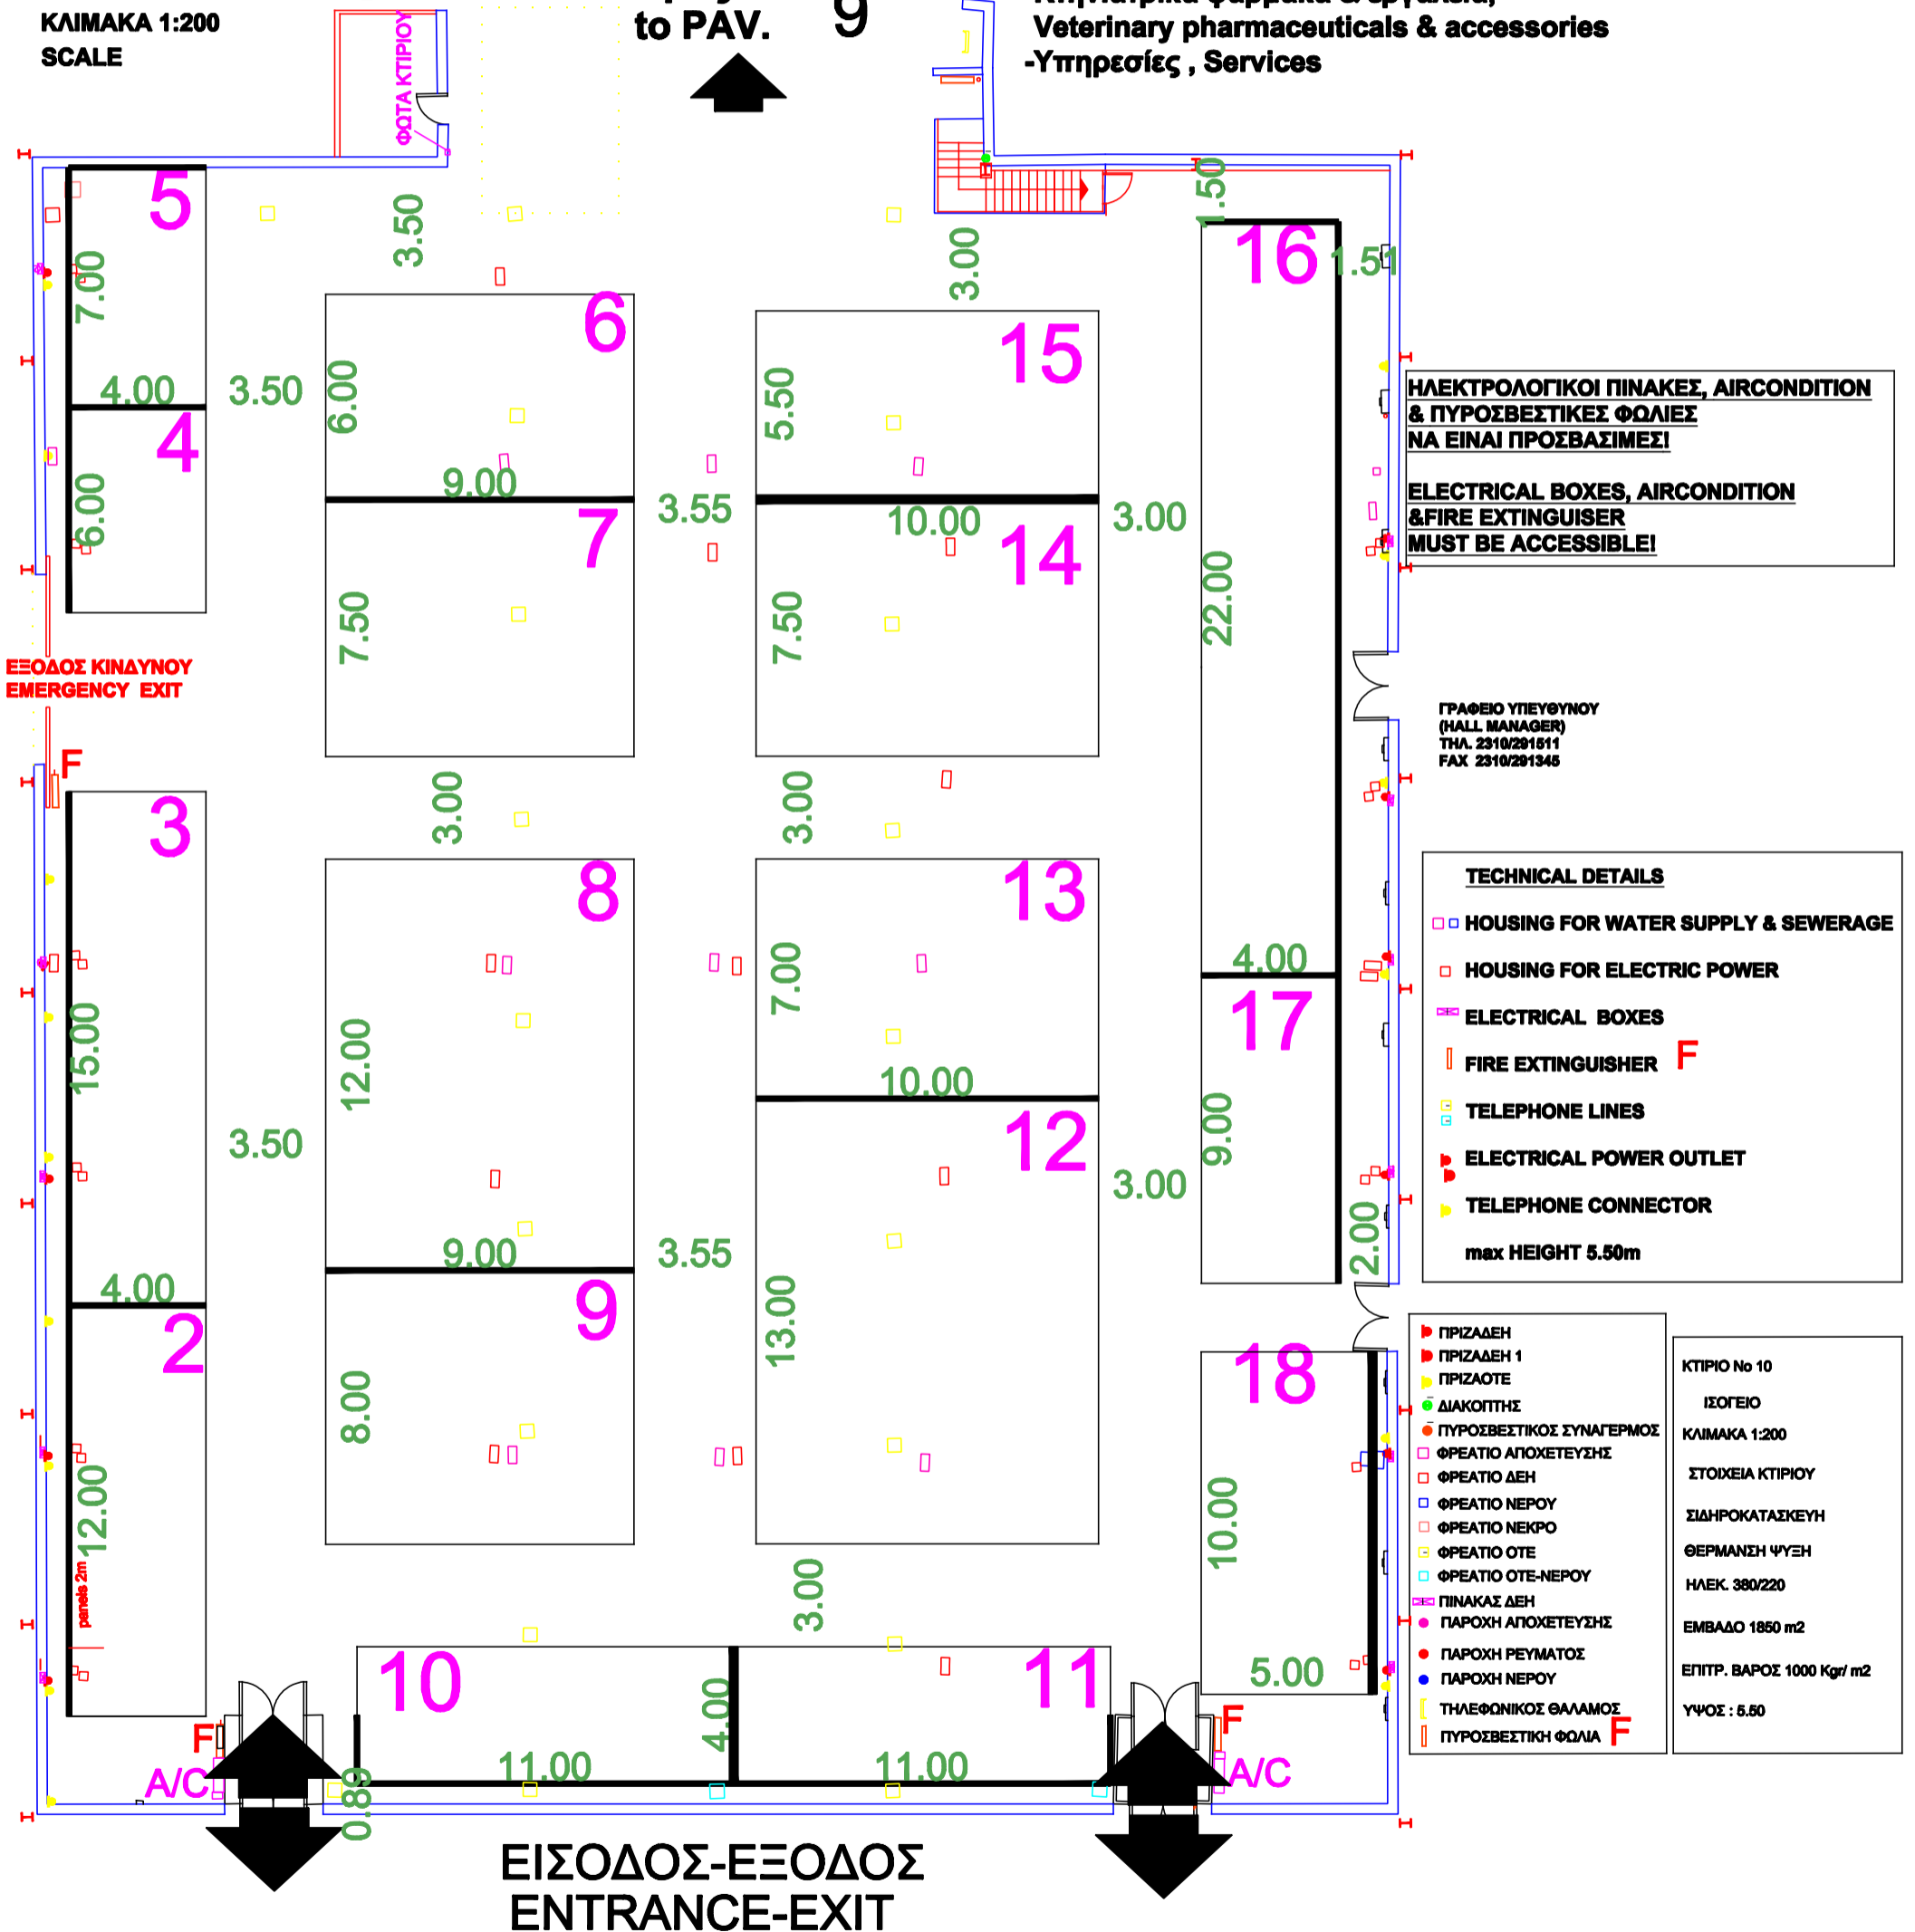 ΚΛΙΜΑΚΑ 1:200
SCALE
to PAV. 9
Veterinary pharmaceuticals & accessories
-Υπηρεσίες , Services
ΦΩΤΑ ΚΤΙΡΙΟΥ
5
7.00
4.00
3.50
3.50
4
6.00
6
6.00
9.00
7
7.50
3.55
3.00
15
5.50
10.00
14
7.50
3.00
1.50
16
1.51
22.00
4.00
3.00
ΕΞΟΔΟΣ ΚΙΝΔΥΝΟΥ
EMERGENCY EXIT
F
3
15.00
4.00
2
12.00
panels 2m
3.50
3.00
8
12.00
9.00
9
8.00
3.55
3.00
13
7.00
10.00
12
13.00
3.00
17
9.00
2.00
18
10.00
5.00
3.00
10
11.00
4.00
11
11.00
0.89
F
A/C
F
A/C
ΕΙΣΟΔΟΣ-ΕΞΟΔΟΣ
ENTRANCE-EXIT
ΗΛΕΚΤΡΟΛΟΓΙΚΟΙ ΠΙΝΑΚΕΣ, AIRCONDITION
& ΠΥΡΟΣΒΕΣΤΙΚΕΣ ΦΩΛΙΕΣ
ΝΑ ΕΙΝΑΙ ΠΡΟΣΒΑΣΙΜΕΣ!
ELECTRICAL BOXES, AIRCONDITION
&FIRE EXTINGUISER
MUST BE ACCESSIBLE!
ΓΡΑΦΕΙΟ ΥΠΕΥΘΥΝΟΥ
(HALL MANAGER)
ΤΗΛ. 2310/291511
FAX 2310/291345
TECHNICAL DETAILS
HOUSING FOR WATER SUPPLY & SEWERAGE
HOUSING FOR ELECTRIC POWER
ELECTRICAL BOXES
FIRE EXTINGUISHER F
TELEPHONE LINES
ELECTRICAL POWER OUTLET
TELEPHONE CONNECTOR
max HEIGHT 5.50m
ΠΡΙΖΑΔΕΗ
ΠΡΙΖΑΔΕΗ 1
ΠΡΙΖΑΟΤΕ
ΔΙΑΚΟΠΤΗΣ
ΠΥΡΟΣΒΕΣΤΙΚΟΣ ΣΥΝΑΓΕΡΜΟΣ
ΦΡΕΑΤΙΟ ΑΠΟΧΕΤΕΥΣΗΣ
ΦΡΕΑΤΙΟ ΔΕΗ
ΦΡΕΑΤΙΟ ΝΕΡΟΥ
ΦΡΕΑΤΙΟ ΝΕΚΡΟ
ΦΡΕΑΤΙΟ ΟΤΕ
ΦΡΕΑΤΙΟ ΟΤΕ-ΝΕΡΟΥ
ΠΙΝΑΚΑΣ ΔΕΗ
ΠΑΡΟΧΗ ΑΠΟΧΕΤΕΥΣΗΣ
ΠΑΡΟΧΗ ΡΕΥΜΑΤΟΣ
ΠΑΡΟΧΗ ΝΕΡΟΥ
ΤΗΛΕΦΩΝΙΚΟΣ ΘΑΛΑΜΟΣ
ΠΥΡΟΣΒΕΣΤΙΚΗ ΦΩΛΙΑ F
ΚΤΙΡΙΟ No 10
ΙΣΟΓΕΙΟ
ΚΛΙΜΑΚΑ 1:200
ΣΤΟΙΧΕΙΑ ΚΤΙΡΙΟΥ
ΣΙΔΗΡΟΚΑΤΑΣΚΕΥΗ
ΘΕΡΜΑΝΣΗ ΨΥΞΗ
ΗΛΕΚ. 380/220
ΕΜΒΑΔΟ 1850 m2
ΕΠΙΤΡ. ΒΑΡΟΣ 1000 Kgr/ m2
ΥΨΟΣ : 5.50